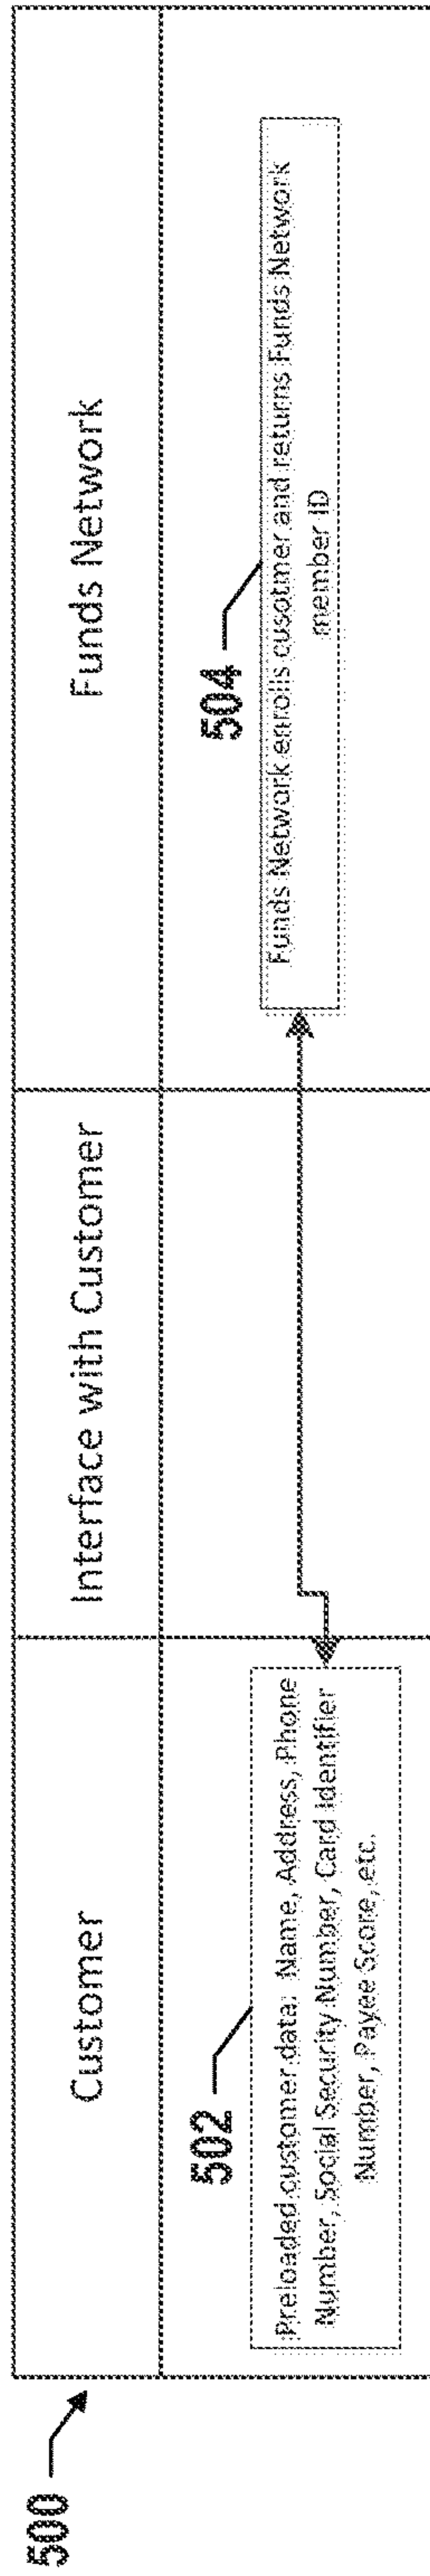 500
Customer
Interface with Customer
Funds Network
502
Preloaded customer data: Name, Address, Phone
Number, Social Security Number, Card Identifier
Number, Payee Score, etc.
504
Funds Network enrolls cusotmer and returns Funds Network
member ID